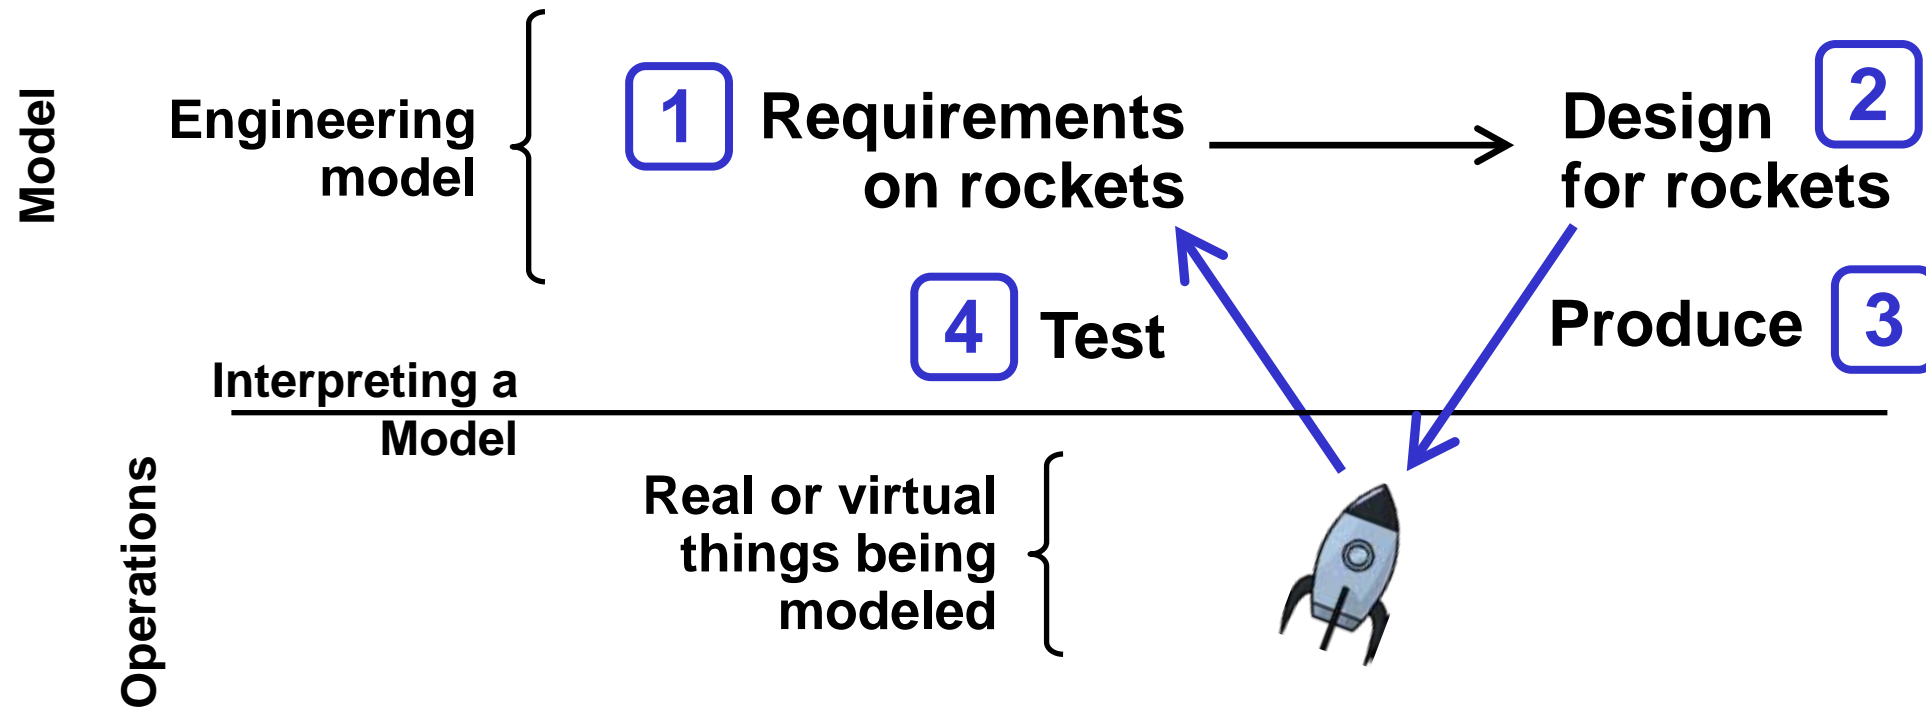 Model
Engineering
model
1
Requirements
on rockets
Design
for rockets
2
4
Test
Produce
3
Interpreting a
Model
Operations
Real or virtual
things being
modeled